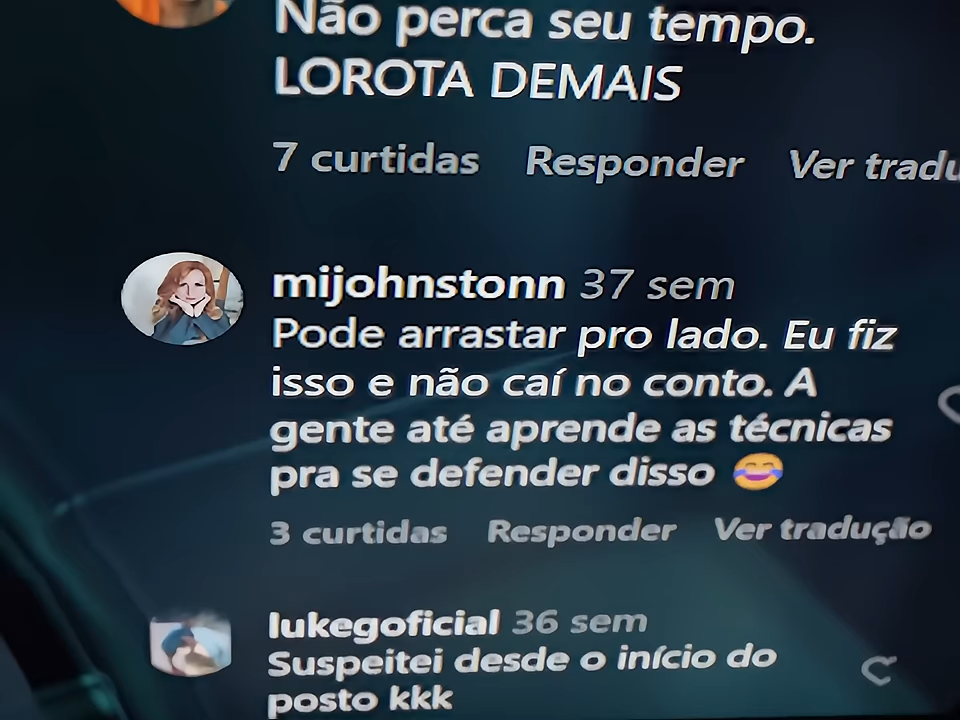 Não perca seu tempo.
LOROTA DEMAIS
7 curtidas Responder Ver tradu
mijohnstonn 37 sem
Pode arrastar pro lado. Eu fiz
isso e não caí no conto. A
gente até aprende as técnicas
pra se defender disso 😂
3 curtidas Responder Ver tradução
lukegoficial 36 sem
Suspeitei desde o início do
posto kkk